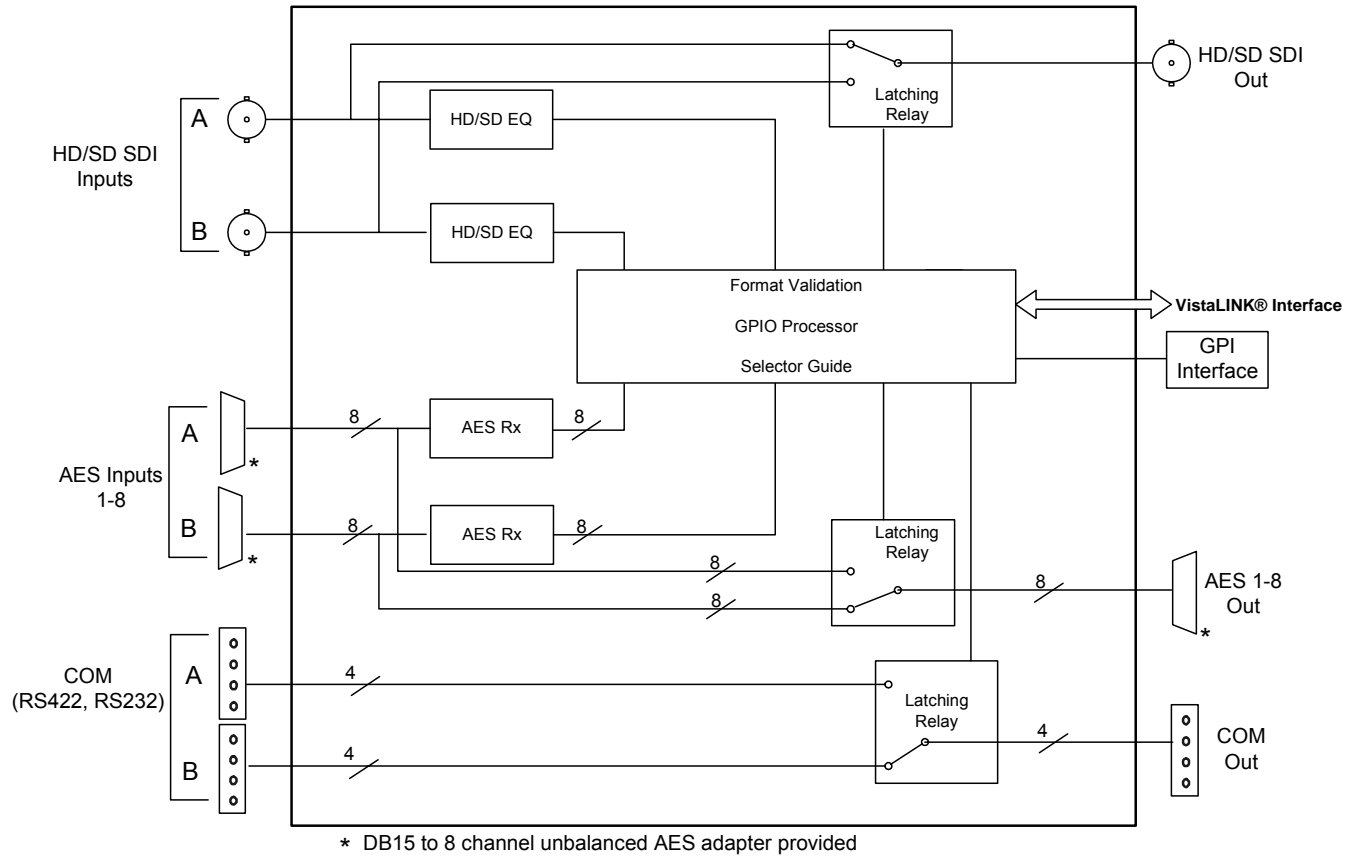 HD/SD SDI
Out
Latching
Relay
A
HD/SD EQ
HD/SD SDI
Inputs
B
HD/SD EQ
Format Validation
GPIO Processor
Selector Guide
VistaLINK® Interface
GPI
Interface
A
8
AES Rx
8
*
AES Inputs
1-8
B
8
AES Rx
8
*
Latching
Relay
8
8
8
AES 1-8
Out
*
COM
(RS422, RS232)
A
4
Latching
Relay
B
4
4
COM
Out
* DB15 to 8 channel unbalanced AES adapter provided